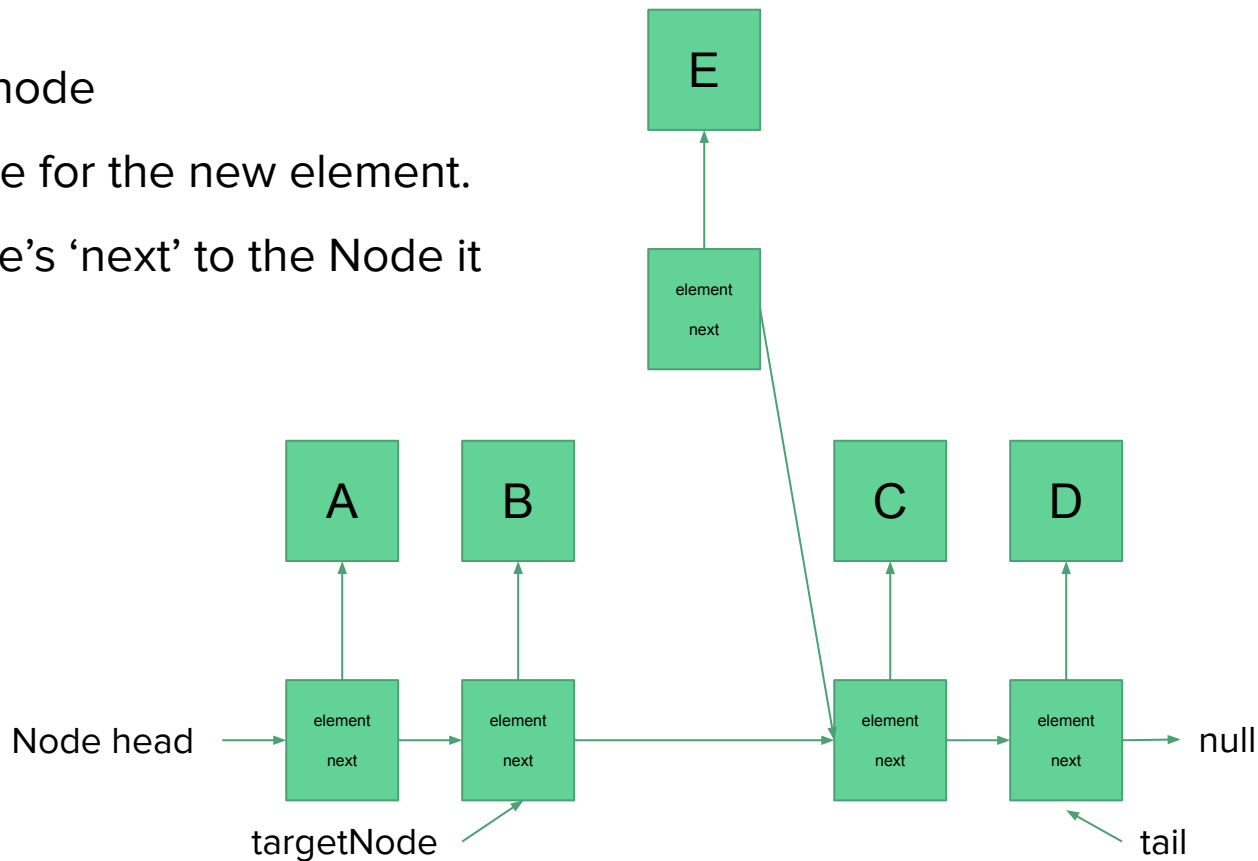 node
e for the new element.
e's ‘next’ to the Node it
E
element
next
A
B
C
D
Node head
element
next
element
next
element
next
element
next
null
targetNode
tail